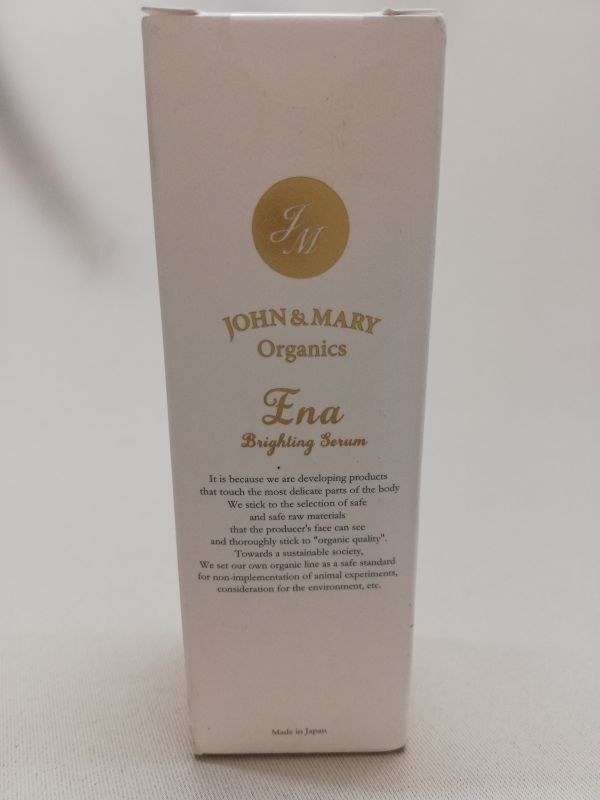 JM
JOHN & MARY
Organics
Ena
Brighting Serum
It is because we are developing products
that touch the most delicate parts of the body
We stick to the selection of safe
and safe raw materials
that the producer's face can see
and thoroughly stick to "organic quality".
Towards a sustainable society,
We set our own organic line as a safe standard
for non-implementation of animal experiments,
consideration for the environment, etc.
Made in Japan